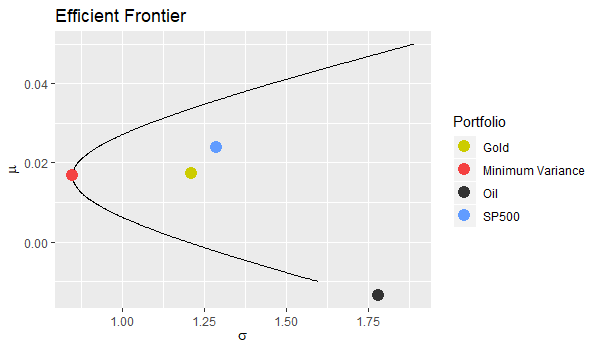 Efficient Frontier
0.04
0.02
0.00
μ
1.00
1.25
1.50
1.75
σ
Portfolio
Gold
Minimum Variance
Oil
SP500